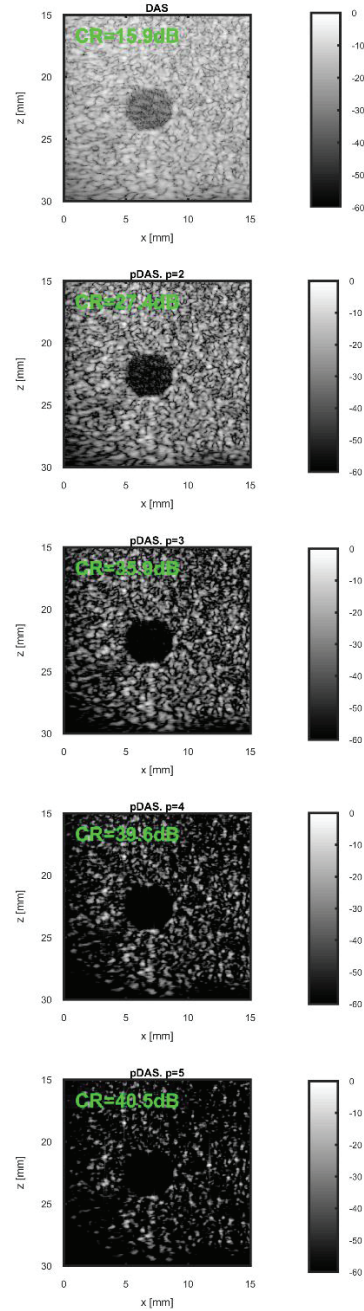 DAS
CR=15.9dB
15
20
25
30
z [mm]
0 5 10 15
x [mm]
0
-10
-20
-30
-40
-50
-60
pDAS. p=2
CR=27.4dB
15
20
25
30
z [mm]
0 5 10 15
x [mm]
0
-10
-20
-30
-40
-50
-60
pDAS. p=3
CR=35.9dB
15
20
25
30
z [mm]
0 5 10 15
x [mm]
0
-10
-20
-30
-40
-50
-60
pDAS. p=4
CR=39.6dB
15
20
25
30
z [mm]
0 5 10 15
x [mm]
0
-10
-20
-30
-40
-50
-60
pDAS. p=5
CR=40.5dB
15
20
25
30
z [mm]
0 5 10 15
x [mm]
0
-10
-20
-30
-40
-50
-60